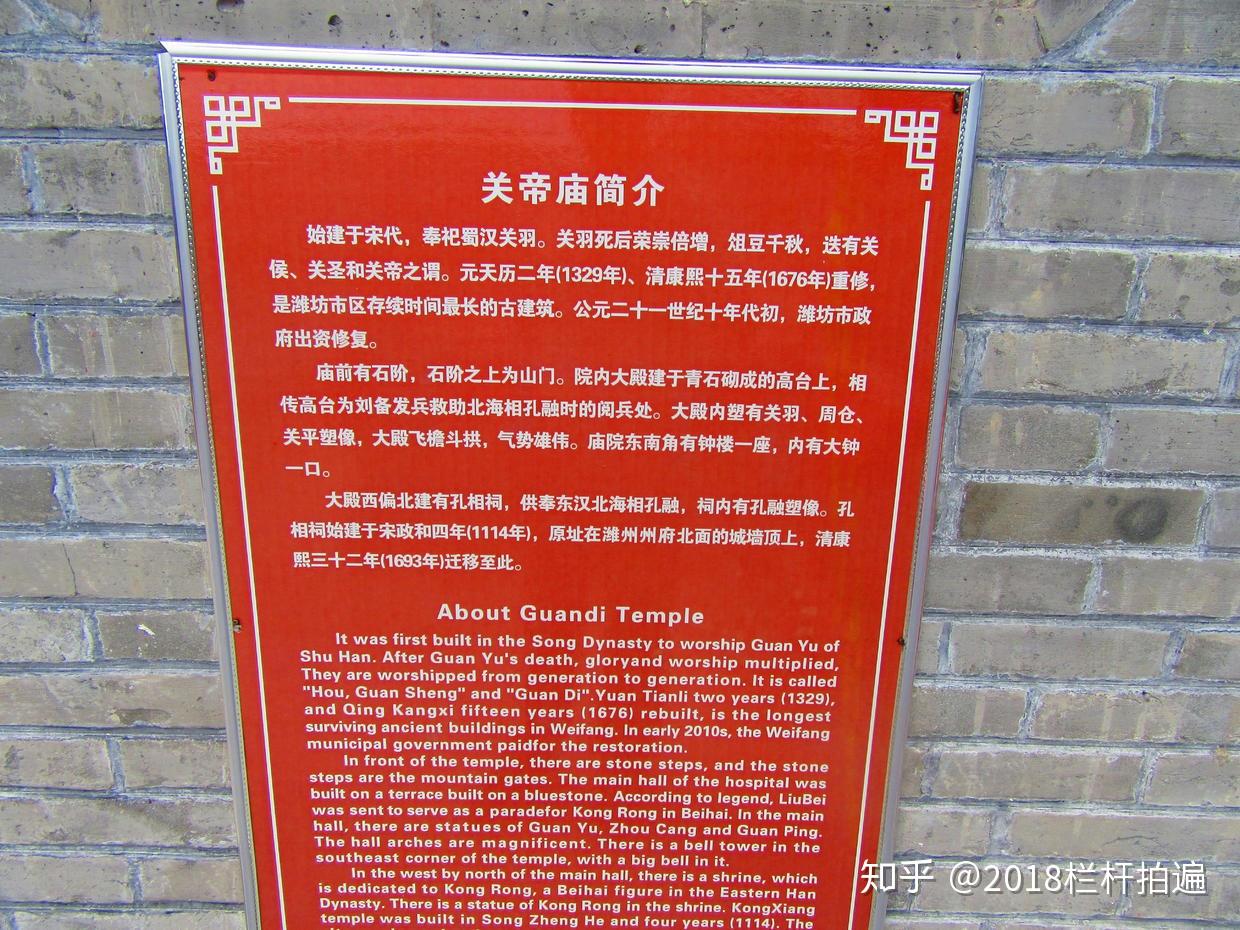 关帝庙简介
始建于宋代，奉祀蜀汉关羽。关羽死后荣崇倍增，俎豆千秋，迭有关
侯、关圣和关帝之谓。元天历二年(1329年)、清康熙十五年(1676年)重修，
是潍坊市区存续时间最长的古建筑。公元二十一世纪十年代初，潍坊市政
府出资修复。
庙前有石阶，石阶之上为山门。院内大殿建于青石砌成的高台上，相
传高台为刘备发兵救助北海相孔融时的阅兵处。大殿内塑有关羽、周仓、
关平塑像，大殿飞檐斗拱，气势雄伟。庙院东南角有钟楼一座，内有大钟
一口。
大殿西偏北建有孔相祠，供奉东汉北海相孔融，祠内有孔融塑像。孔
相祠始建于宋政和四年(1114年)，原址在潍州州府北面的城墙顶上，清康
熙三十二年(1693年)迁移至此。
About Guandi Temple
It was first built in the Song Dynasty to worship Guan Yu of
Shu Han. After Guan Yu's death, gloryand worship multiplied,
They are worshipped from generation to generation. It is called
"Hou, Guan Sheng" and "Guan Di".Yuan Tianli two years (1329),
and Qing Kangxi fifteen years (1676) rebuilt, is the longest
surviving ancient buildings in Weifang. In early 2010s, the Weifang
municipal government paidfor the restoration.
In front of the temple, there are stone steps, and the stone
steps are the mountain gates. The main hall of the hospital was
built on a terrace built on a bluestone. According to legend, LiuBei
was sent to serve as a paradefor Kong Rong in Beihai. In the main
hall, there are statues of Guan Yu, Zhou Cang and Guan Ping.
The hall arches are magnificent. There is a bell tower in the
southeast corner of the temple, with a big bell in it.
In the west by north of the main hall, there is a shrine, which
is dedicated to Kong Rong, a Beihai figure in the Eastern Han
Dynasty. There is a statue of Kong Rong in the shrine. KongXiang
temple was built in Song Zheng He and four years (1114). The
知乎 @2018栏杆拍遍